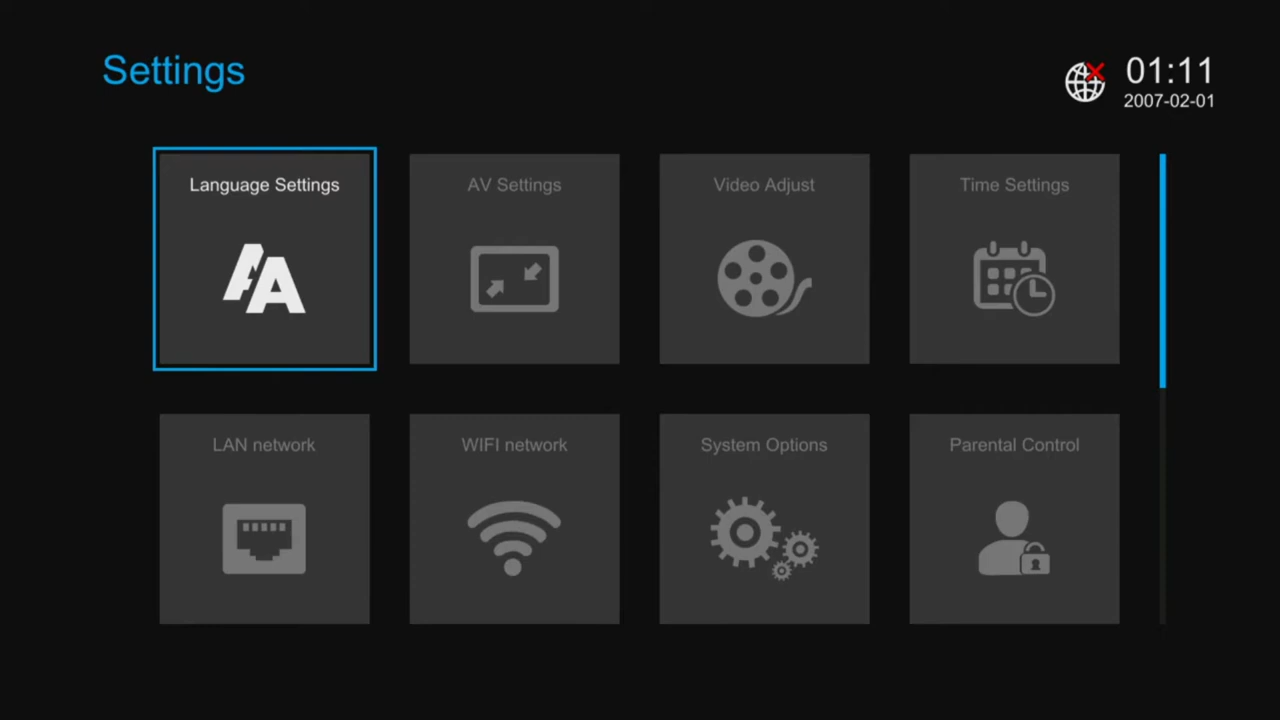 Settings
01:11
2007-02-01
Language Settings
AV Settings
Video Adjust
Time Settings
LAN network
WIFI network
System Options
Parental Control